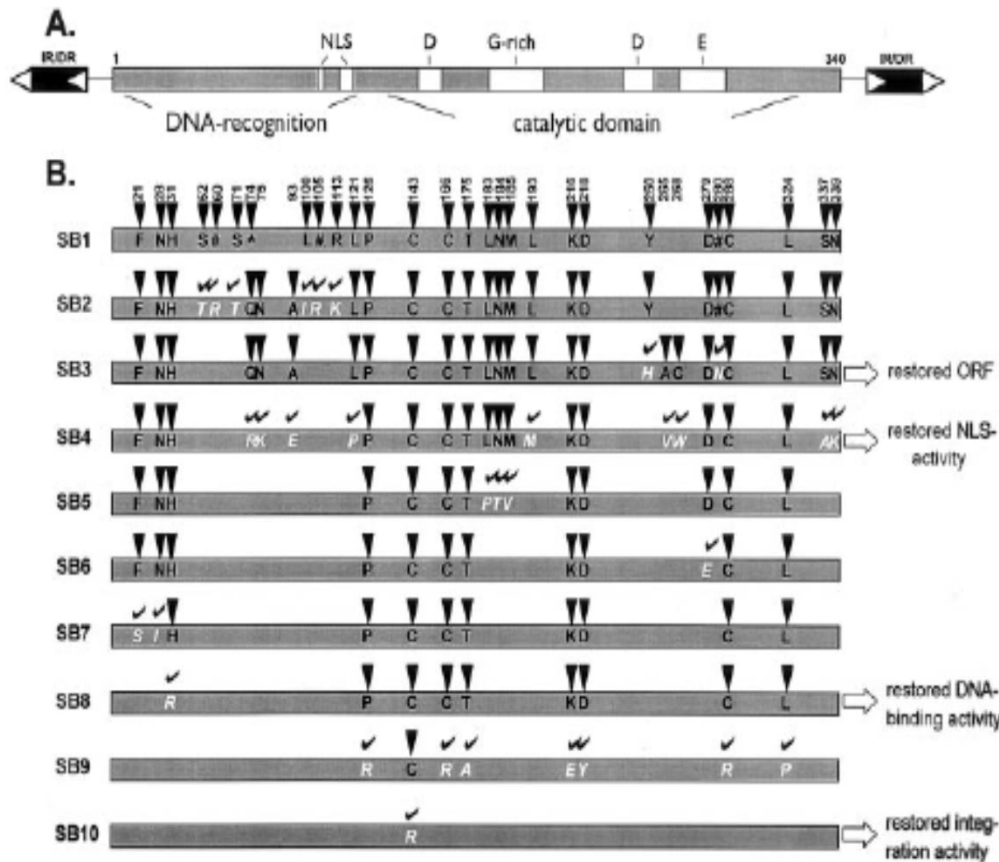 A.
NLS D G-rich D E
IR/DR 1 340 IR/DR
DNA-recognition catalytic domain
B.
SB1 F N H S # S * L # R L P C C T L N M L K D Y D # C L S N
SB2 F N H T R T Q N A I R K L P C C T L N M L K D Y D # C L S N
SB3 F N H Q N A L P C C T L N M L K D H A C D N C L S N restored ORF
SB4 F N H R K E P P C C T L N M M K D V W D C L A K restored NLS-
activity
SB5 F N H P C C T P T V K D D C L
SB6 F N H P C C T K D E C L
SB7 S I H P C C T K D C L
SB8 R P C C T K D C L restored DNA-
binding activity
SB9 R C R A E Y R P
SB10 R restored integ-
ration activity